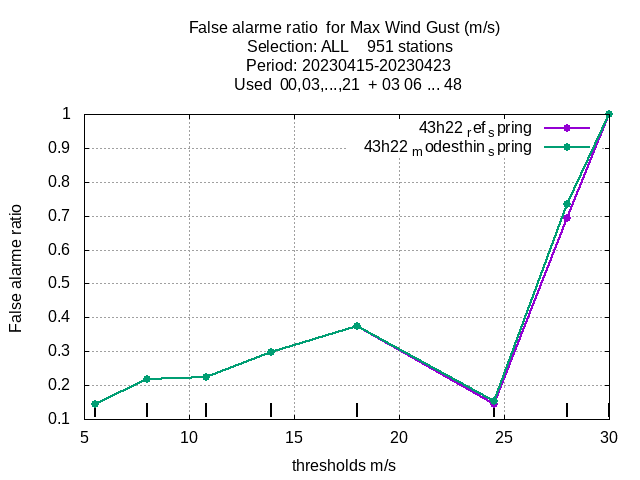 False alarme ratio  for Max Wind Gust (m/s)
Selection: ALL    951 stations
Period: 20230415-20230423
Used  00,03,...,21  + 03 06 ... 48
43h22 ref spring
43h22 modesthin spring
False alarme ratio
1
0.9
0.8
0.7
0.6
0.5
0.4
0.3
0.2
0.1
5 10 15 20 25 30
thresholds m/s